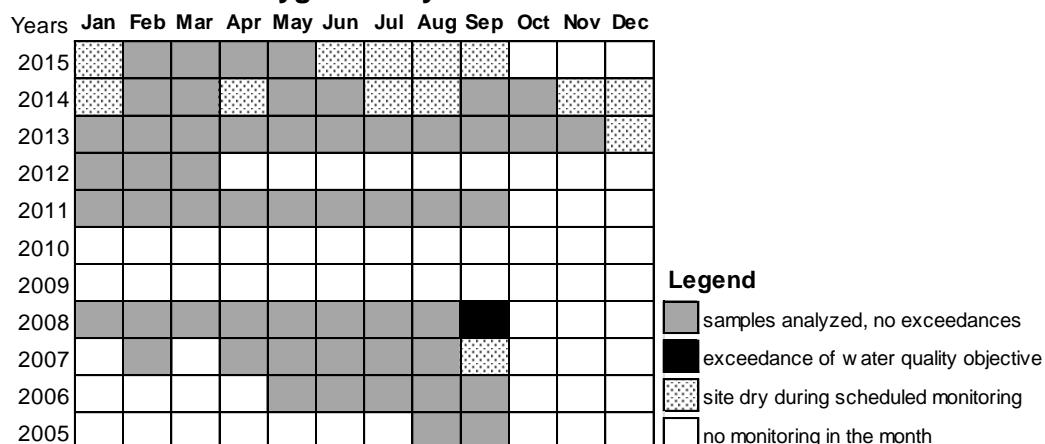 Years Jan Feb Mar Apr May Jun Jul Aug Sep Oct Nov Dec
2015
2014
2013
2012
2011
2010
2009
2008
2007
2006
2005
Legend
samples analyzed, no exceedances
exceedance of water quality objective
site dry during scheduled monitoring
no monitoring in the month